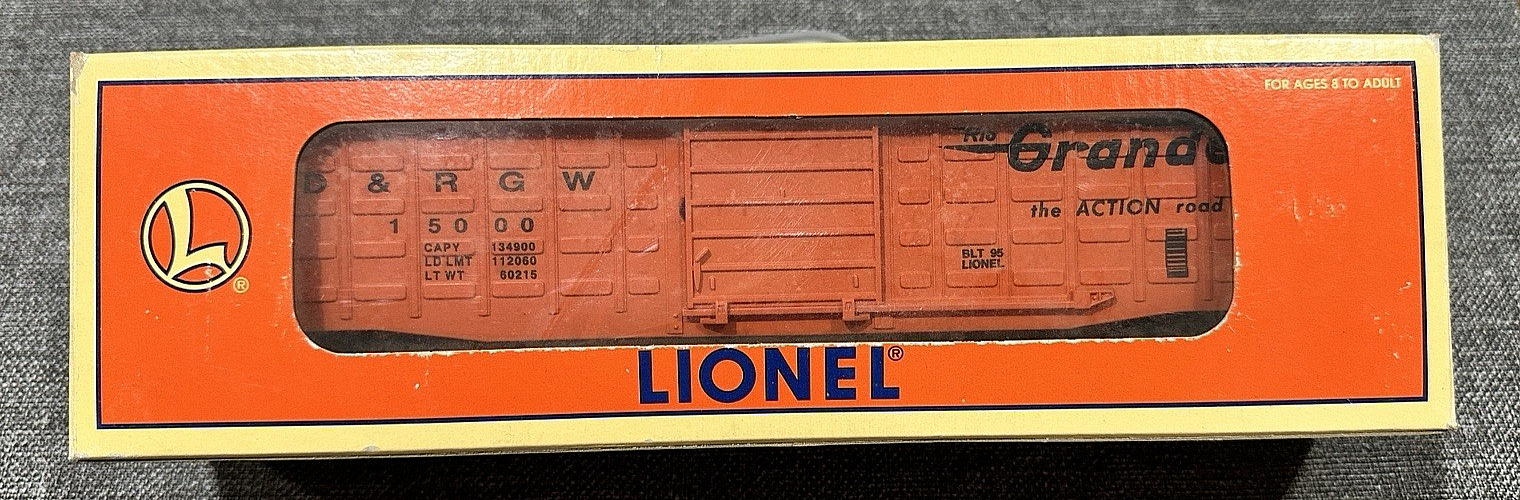 FOR AGES 8 TO ADULT
L®
D & R G W
15000
CAPY 134900
LD LMT 112060
LT WT 60215
Rio Grande
the ACTION road
BLT 95
LIONEL
LIONEL®